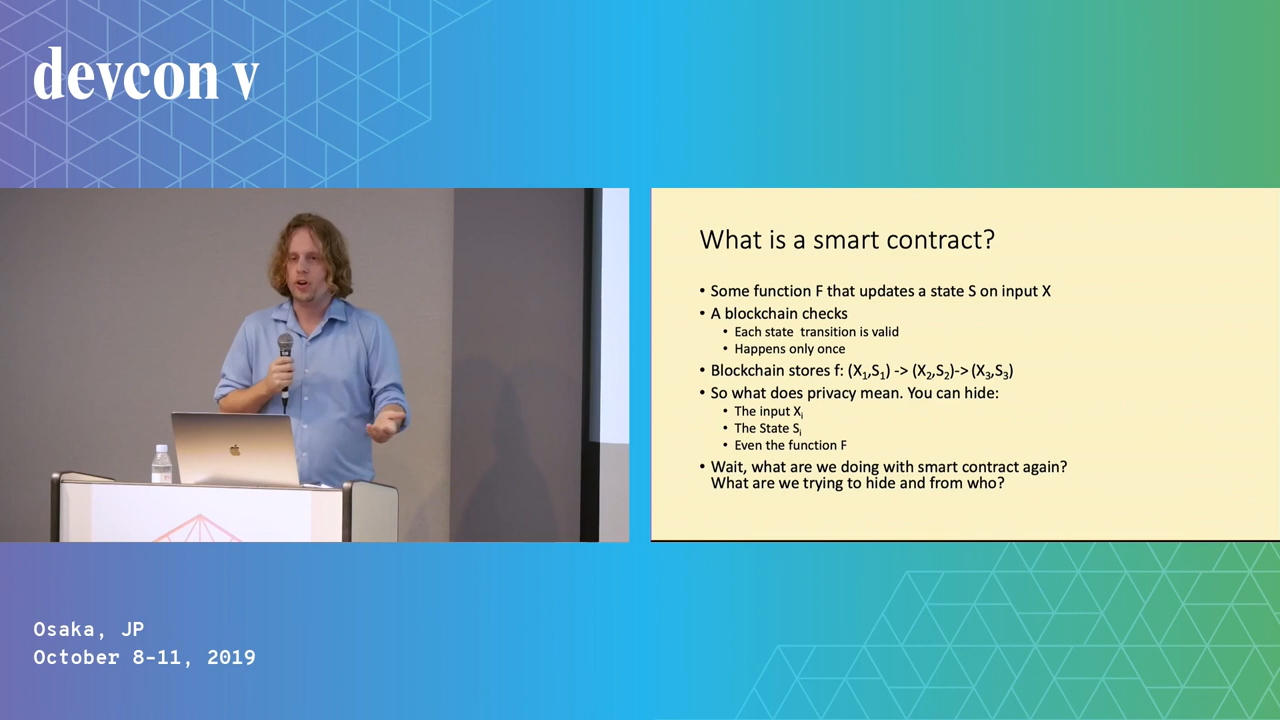 devcon v
What is a smart contract?
• Some function F that updates a state S on input X
• A blockchain checks
• Each state transition is valid
• Happens only once
• Blockchain stores f: (X₁,S₁) -> (X₂,S₂)-> (X₃,S₃)
• So what does privacy mean. You can hide:
• The input Xᵢ
• The State Sᵢ
• Even the function F
• Wait, what are we doing with smart contract again?
What are we trying to hide and from who?
Osaka, JP
October 8-11, 2019